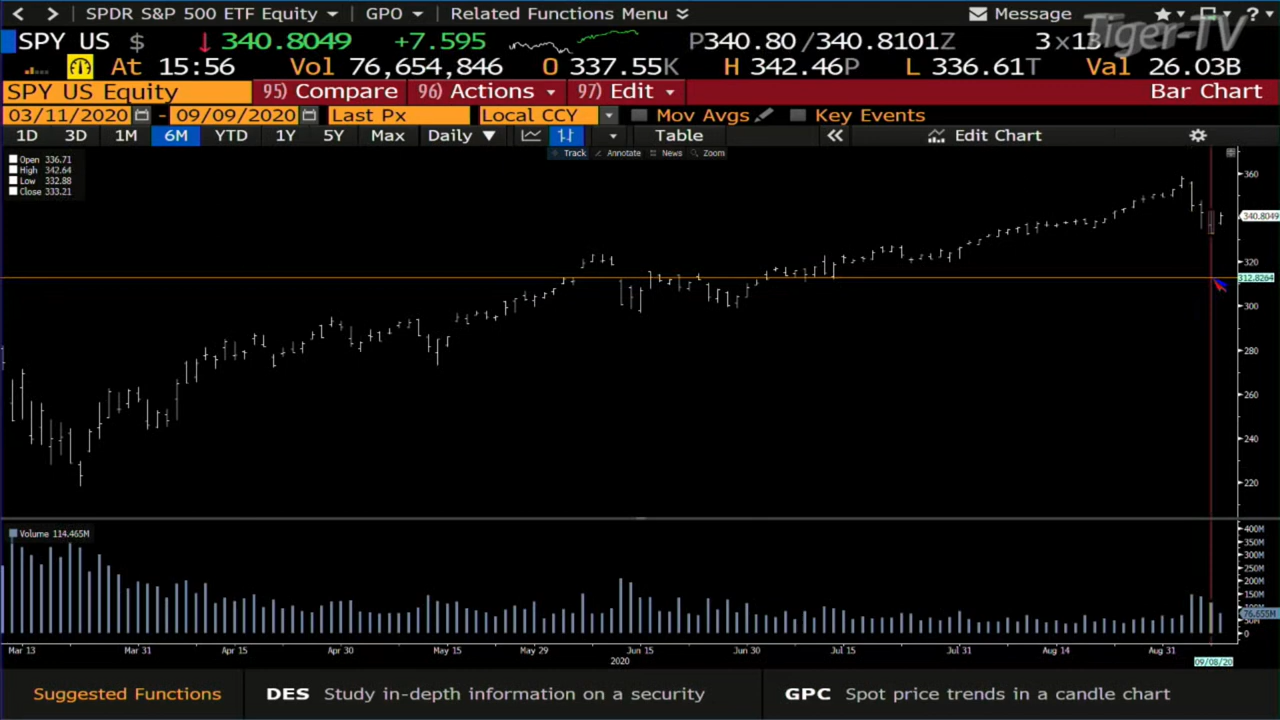 SPDR S&P 500 ETF Equity GPO Related Functions Menu Message ?
Tiger-TV
SPY US $ 340.8049 +7.595 P340.80 /340.8101Z
At 15:56 Vol 76,654,846 O 337.55K H 342.46P L 336.61T Val 26.03B
SPY US Equity 95) Compare 96) Actions 97) Edit Bar Chart
03/11/2020 - 09/09/2020 Last Px Local CCY Mov Avgs Key Events
1D 3D 1M 6M YTD 1Y 5Y Max Daily ▼ Table « Edit Chart
Track Annotate News Zoom
Open 336.71
High 342.64
Low 332.88
Close 333.21
360
340.8049
320
312.8264
300
280
260
240
220
Volume 114.465M
400M
350M
300M
250M
200M
150M
100M
76.655M
50M
0
Mar 13 Mar 31 Apr 15 Apr 30 May 15 May 29 Jun 15 Jun 30 Jul 15 Jul 31 Aug 14 Aug 31
2020
09/08/20
Suggested Functions DES Study in-depth information on a security GPC Spot price trends in a candle chart